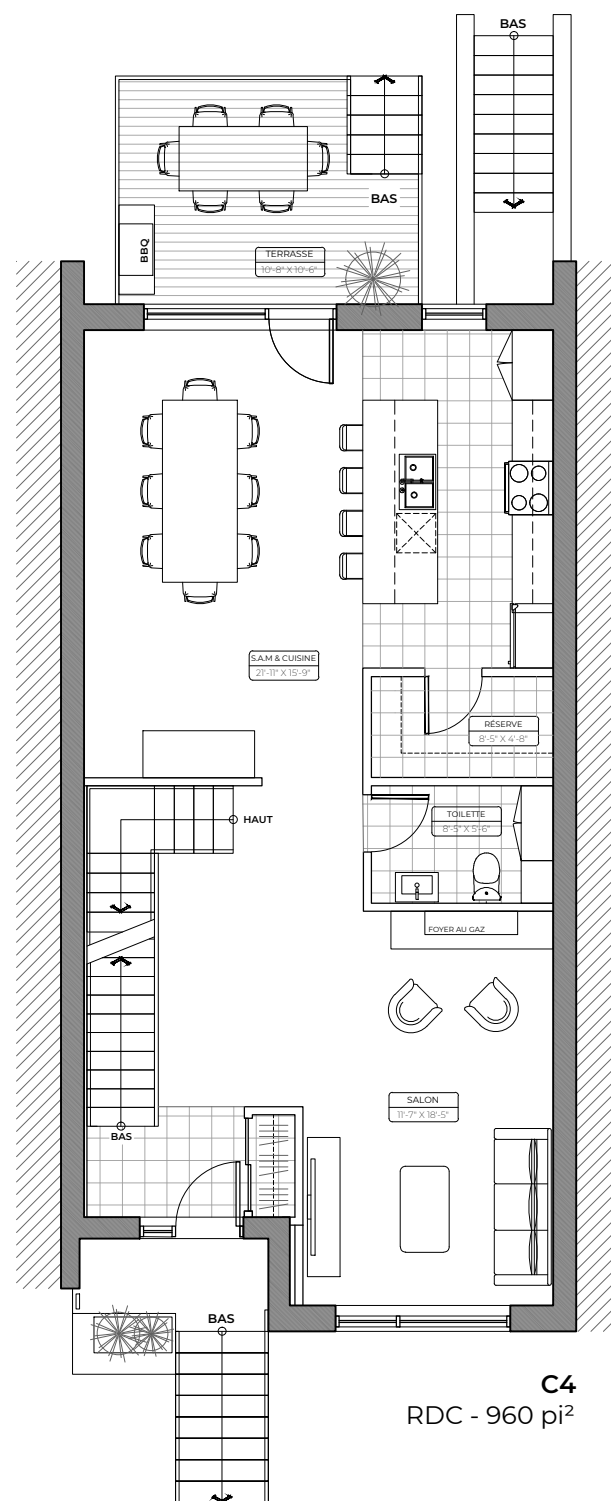 BAS
BAS
BBQ
TERRASSE
10'-8" X 10'-6"
S.A.M & CUISINE
21'-11" X 15'-9"
RÉSERVE
8'-5" X 4'-8"
HAUT
TOILETTE
8'-5" X 5'-6"
FOYER AU GAZ
SALON
11'-7" X 18'-5"
BAS
BAS
C4
RDC - 960 pi²